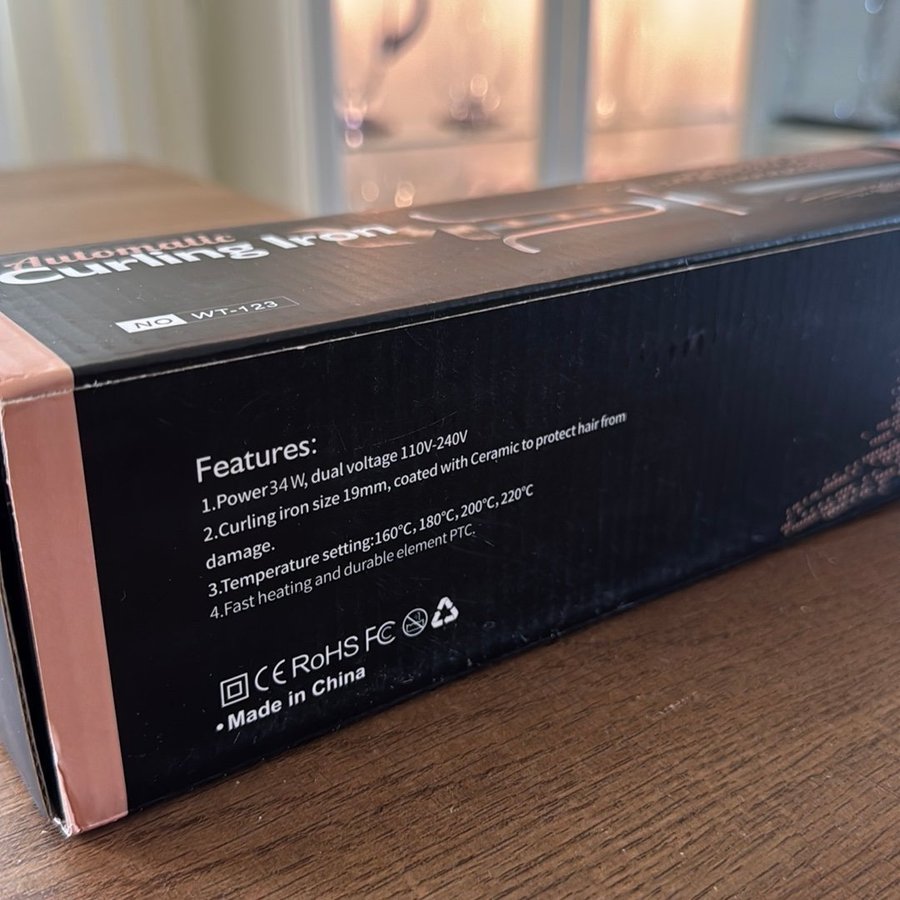 Automatic
Curling Iron
NO WT-123
Features:
1.Power34W, dual voltage 110V-240V
2.Curling iron size 19mm, coated with Ceramic to protect hair from
damage.
3.Temperature setting:160°C, 180°C, 200°C, 220°C
4.Fast heating and durable element PTC.
CE RoHS FC
•Made in China